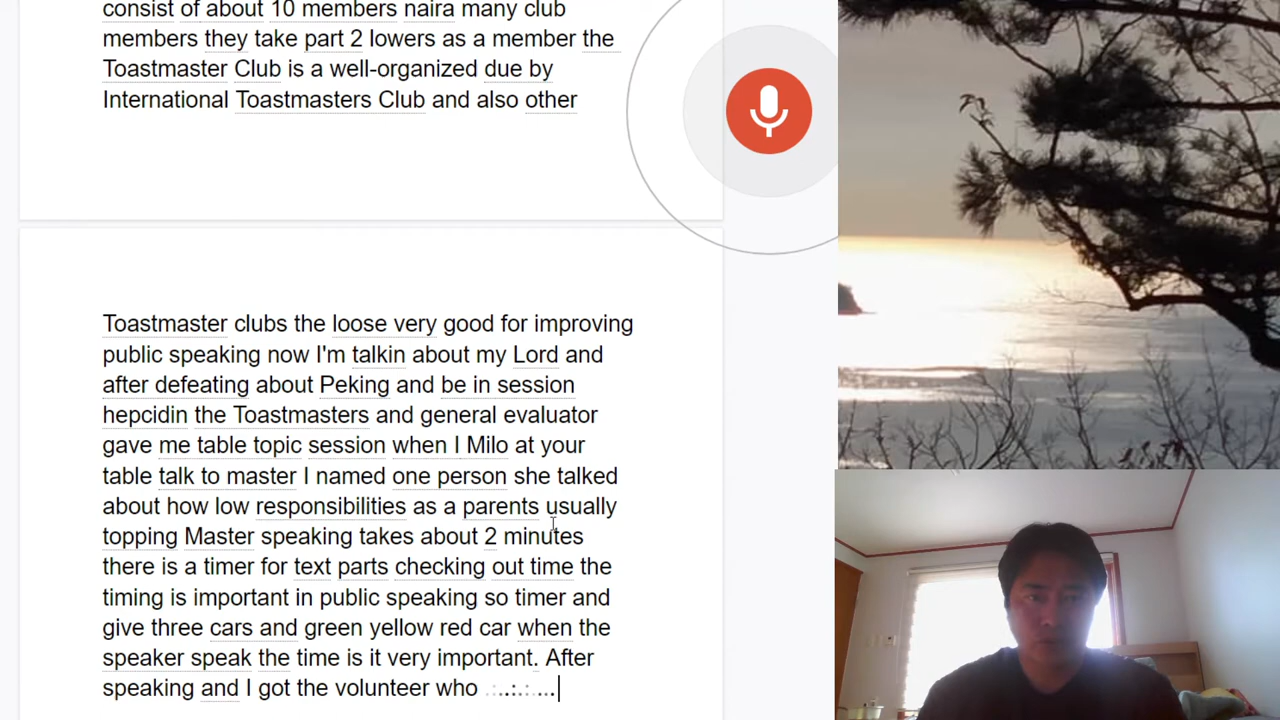 consist of about 10 members naira many club
members they take part 2 lowers as a member the
Toastmaster Club is a well-organized due by
International Toastmasters Club and also other
Toastmaster clubs the loose very good for improving
public speaking now I'm talkin about my Lord and
after defeating about Peking and be in session
hepcidin the Toastmasters and general evaluator
gave me table topic session when I Milo at your
table talk to master I named one person she talked
about how low responsibilities as a parents usually
topping Master speaking takes about 2 minutes
there is a timer for text parts checking out time the
timing is important in public speaking so timer and
give three cars and green yellow red car when the
speaker speak the time is it very important. After
speaking and I got the volunteer who